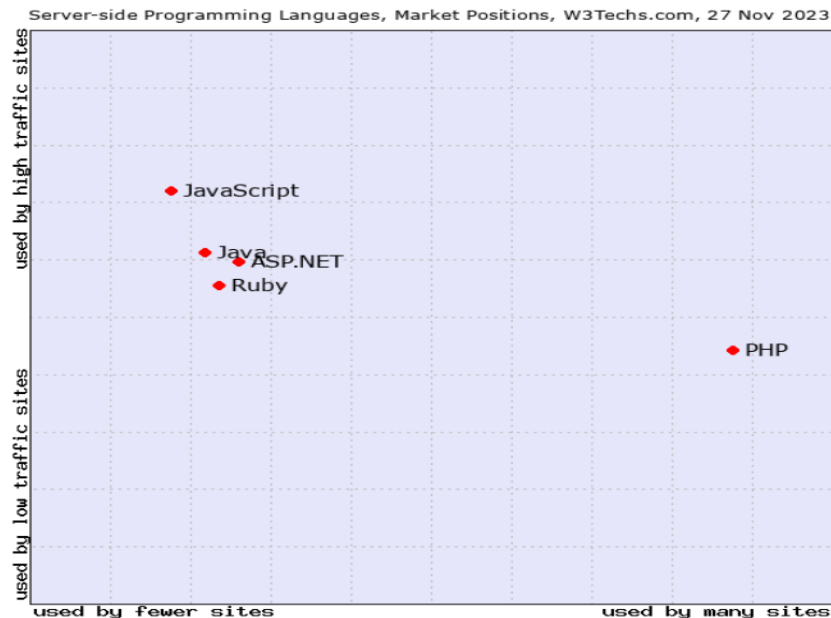 Server-side Programming Languages, Market Positions, W3Techs.com, 27 Nov 2023
used by high traffic sites
JavaScript
Java
ASP.NET
Ruby
PHP
used by low traffic sites
used by fewer sites
used by many sites